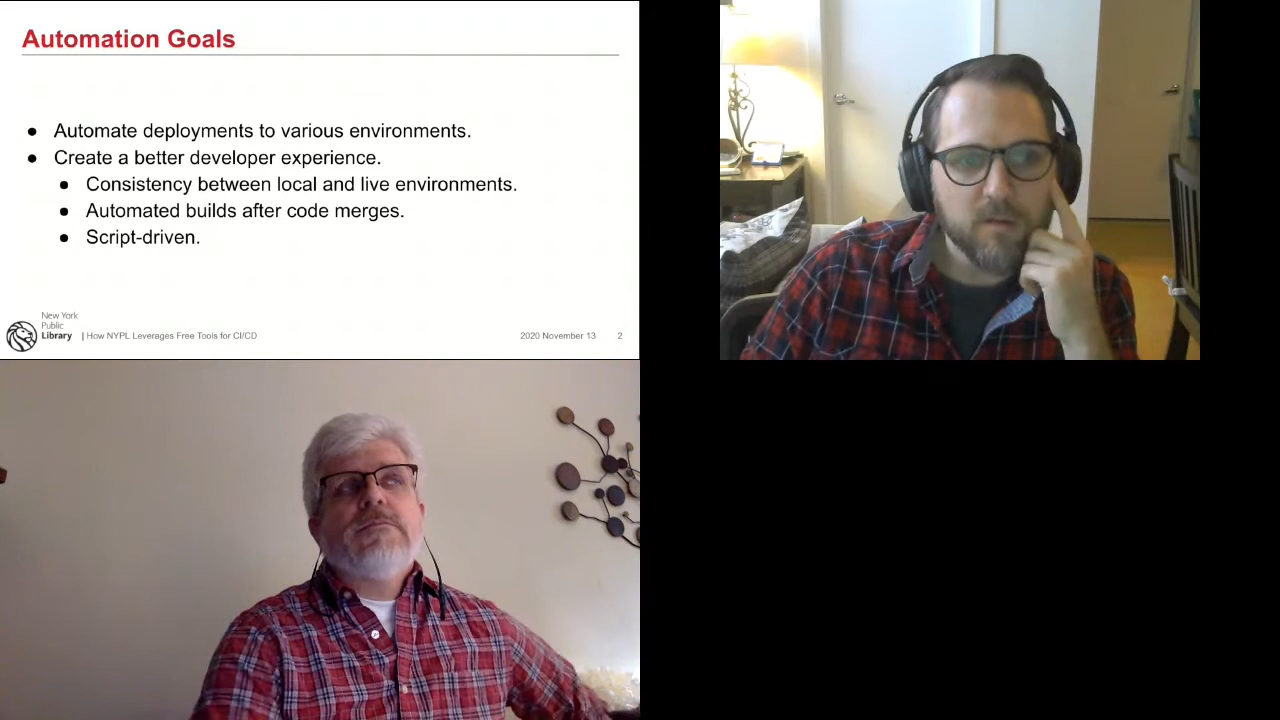 Automation Goals
● Automate deployments to various environments.
● Create a better developer experience.
● Consistency between local and live environments.
● Automated builds after code merges.
● Script-driven.
New York
Public
Library | How NYPL Leverages Free Tools for CI/CD 2020 November 13 2